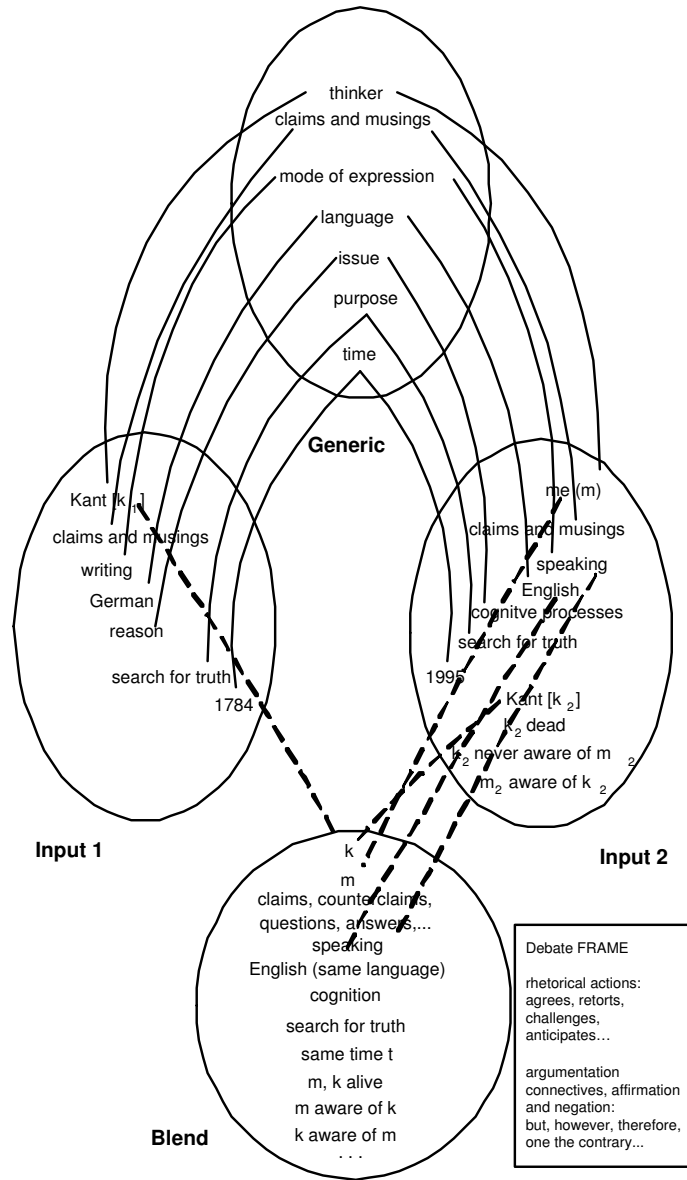 thinker
claims and musings
mode of expression
language
issue
purpose
time
Generic
Kant [k 1]
claims and musings
writing
German
reason
search for truth
1784
Input 1
me (m)
claims and musings
speaking
English
cognitve processes
search for truth
1995
Kant [k 2]
k2 dead
k2 never aware of m 2
m2 aware of k 2
Input 2
k
m
claims, counterclaims,
questions, answers,...
speaking
English (same language)
cognition
search for truth
same time t
m, k alive
m aware of k
k aware of m
. . .
Blend
Debate FRAME
rhetorical actions:
agrees, retorts,
challenges,
anticipates…
argumentation
connectives, affirmation
and negation:
but, however, therefore,
one the contrary...